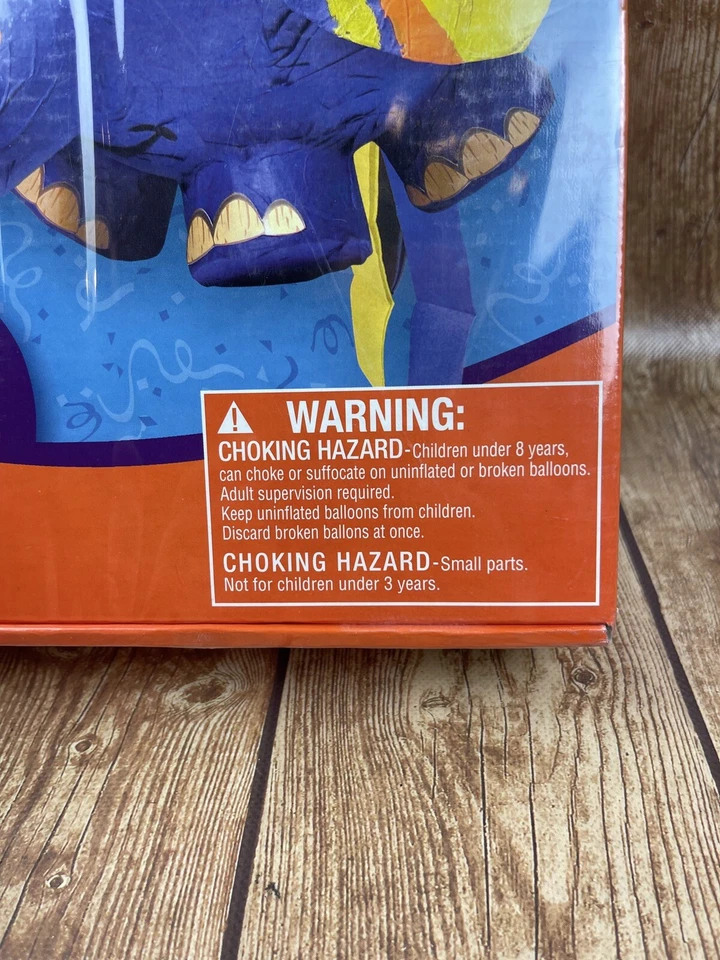 WARNING:
CHOKING HAZARD-Children under 8 years,
can choke or suffocate on uninflated or broken balloons.
Adult supervision required.
Keep uninflated balloons from children.
Discard broken ballons at once.
CHOKING HAZARD-Small parts.
Not for children under 3 years.